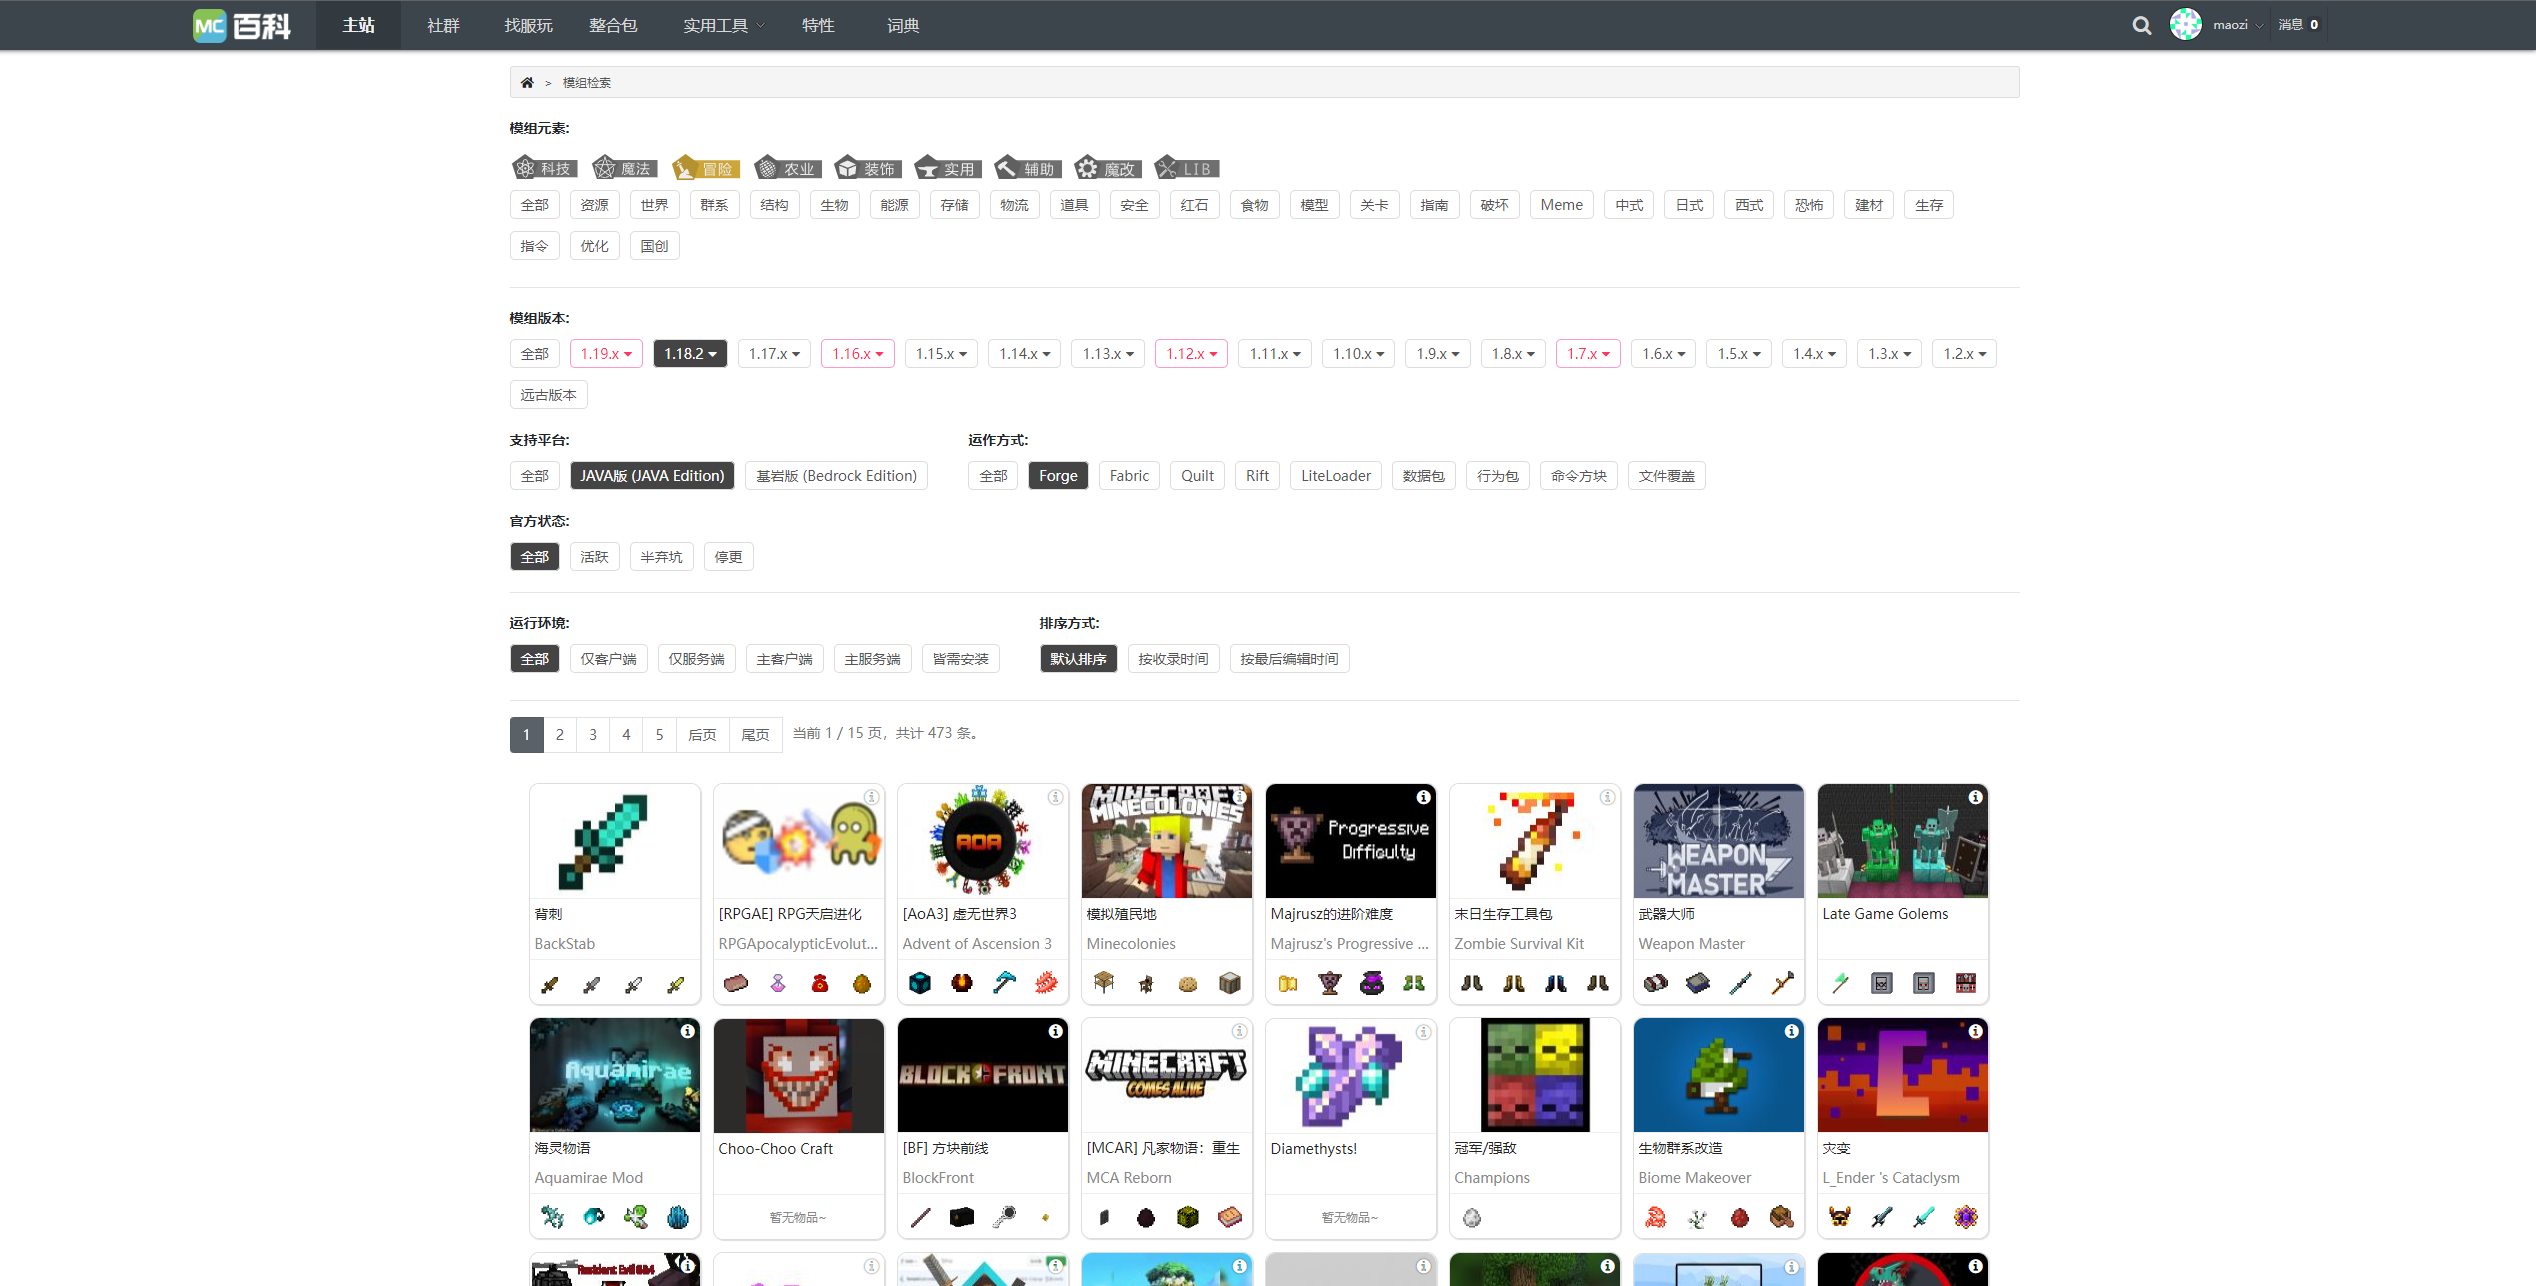 MC 百科 主站 社群 找服玩 整合包 实用工具 特性 词典 maozi 消息 0
> 模组检索
模组元素:
科技 魔法 冒险 农业 装饰 实用 辅助 魔改 LIB
全部 资源 世界 群系 结构 生物 能源 存储 物流 道具 安全 红石 食物 模型 关卡 指南 破坏 Meme 中式 日式 西式 恐怖 建材 生存
指令 优化 国创
模组版本:
全部 1.19.x 1.18.2 1.17.x 1.16.x 1.15.x 1.14.x 1.13.x 1.12.x 1.11.x 1.10.x 1.9.x 1.8.x 1.7.x 1.6.x 1.5.x 1.4.x 1.3.x 1.2.x
远古版本
支持平台:
全部 JAVA版 (JAVA Edition) 基岩版 (Bedrock Edition)
运作方式:
全部 Forge Fabric Quilt Rift LiteLoader 数据包 行为包 命令方块 文件覆盖
官方状态:
全部 活跃 半弃坑 停更
运行环境:
全部 仅客户端 仅服务端 主客户端 主服务端 皆需安装
排序方式:
默认排序 按收录时间 按最后编辑时间
1 2 3 4 5 后页 尾页 当前 1 / 15 页，共计 473 条。
背刺
BackStab
[RPGAE] RPG天启进化
RPGApocalypticEvolut...
AOA
[AoA3] 虚无世界3
Advent of Ascension 3
MINECRAFT
MINECOLONIES
模拟殖民地
Minecolonies
Progressive
Difficulty
Majrusz的进阶难度
Majrusz's Progressive ...
末日生存工具包
Zombie Survival Kit
WEAPON
MASTER
武器大师
Weapon Master
Late Game Golems
Aquamirae
海灵物语
Aquamirae Mod
Choo-Choo Craft
暂无物品~
BLOCK FRONT
[BF] 方块前线
BlockFront
MINECRAFT
COMES ALIVE
[MCAR] 凡家物语：重生
MCA Reborn
Diamethysts!
暂无物品~
冠军/强敌
Champions
生物群系改造
Biome Makeover
灾变
L_Ender 's Cataclysm
Resident Evil